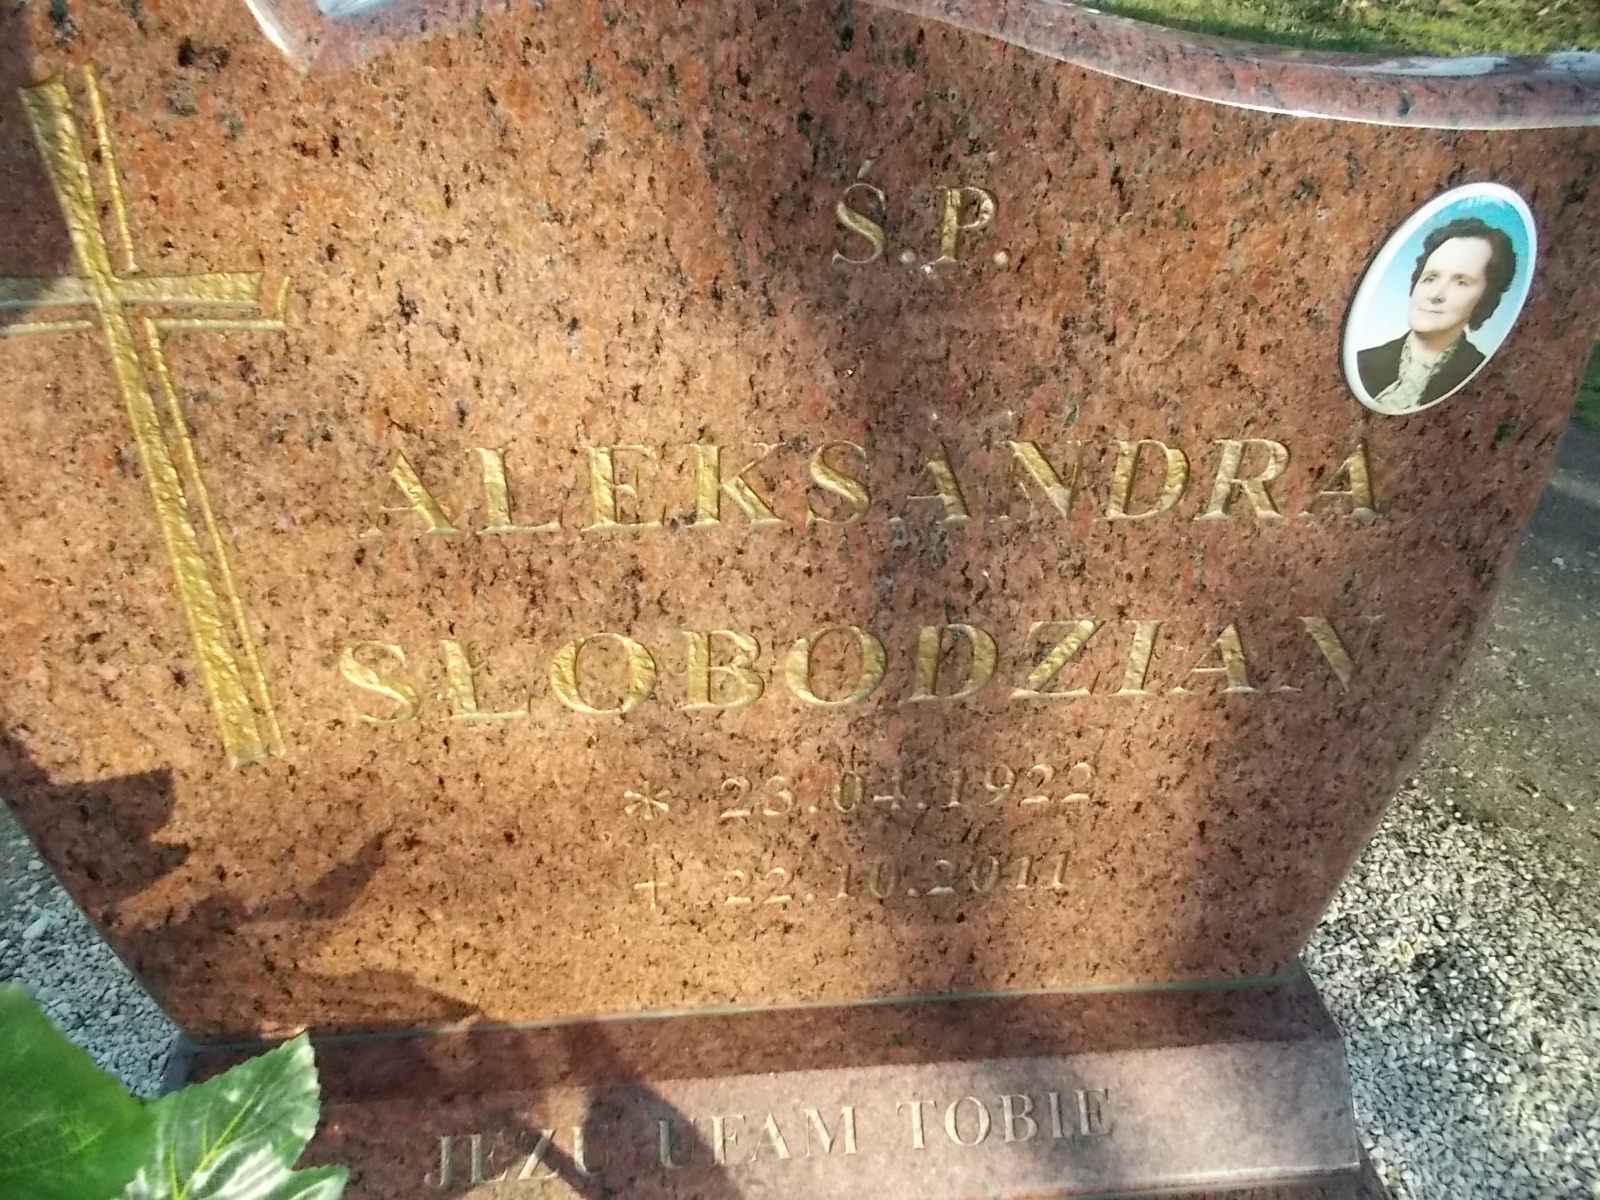 Ś.P.
ALEKSANDRA
SŁOBODZIAN
* 23.04.1922
+ 22.10.2011
JEZU UFAM TOBIE